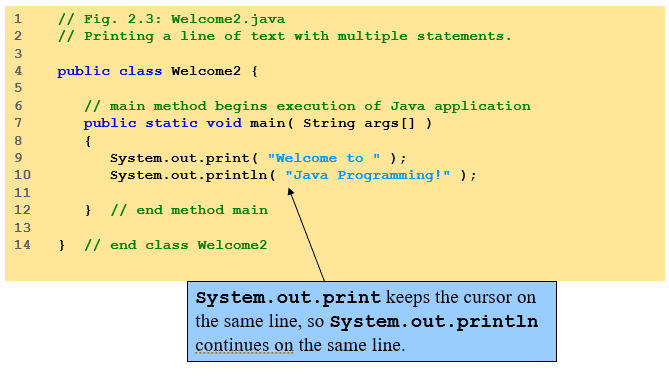 1 // Fig. 2.3: Welcome2.java
2 // Printing a line of text with multiple statements.
3
4 public class Welcome2 {
5
6 // main method begins execution of Java application
7 public static void main( String args[] )
8 {
9 System.out.print( "Welcome to " );
10 System.out.println( "Java Programming!" );
11
12 } // end method main
13
14 } // end class Welcome2
System.out.print keeps the cursor on
the same line, so System.out.println
continues on the same line.